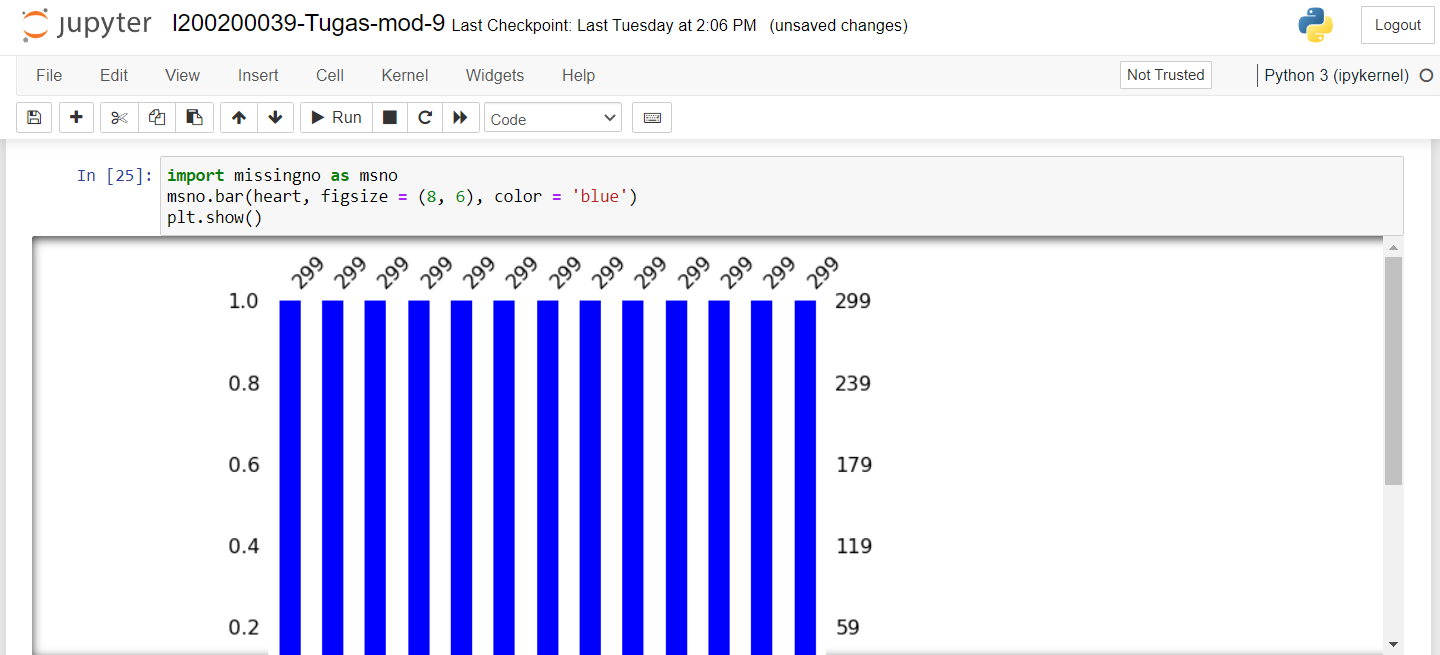 jupyter l200200039-Tugas-mod-9 Last Checkpoint: Last Tuesday at 2:06 PM (unsaved changes) Logout
File Edit View Insert Cell Kernel Widgets Help Not Trusted Python 3 (ipykernel)
Run Code
In [25]: import missingno as msno
msno.bar(heart, figsize = (8, 6), color = 'blue')
plt.show()
299 299 299 299 299 299 299 299 299 299 299 299 299
1.0 299
0.8 239
0.6 179
0.4 119
0.2 59